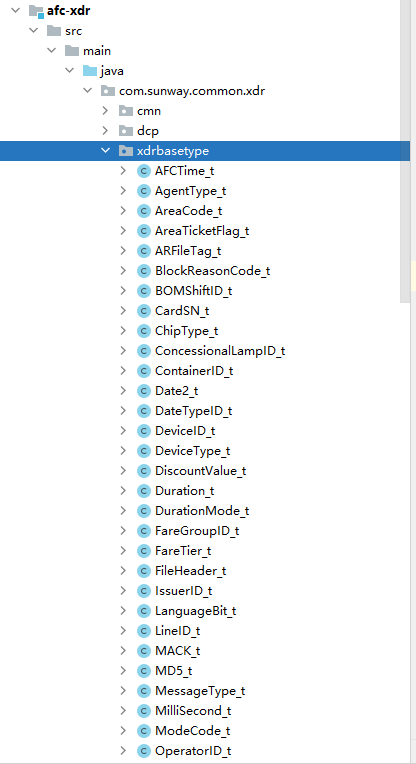 afc-xdr
src
main
java
com.sunway.common.xdr
cmn
dcp
xdrbasetype
AFCTime_t
AgentType_t
AreaCode_t
AreaTicketFlag_t
ARFileTag_t
BlockReasonCode_t
BOMShiftID_t
CardSN_t
ChipType_t
ConcessionalLampID_t
ContainerID_t
Date2_t
DateTypeID_t
DeviceID_t
DeviceType_t
DiscountValue_t
Duration_t
DurationMode_t
FareGroupID_t
FareTier_t
FileHeader_t
IssuerID_t
LanguageBit_t
LineID_t
MACK_t
MD5_t
MessageType_t
MilliSecond_t
ModeCode_t
OperatorID_t